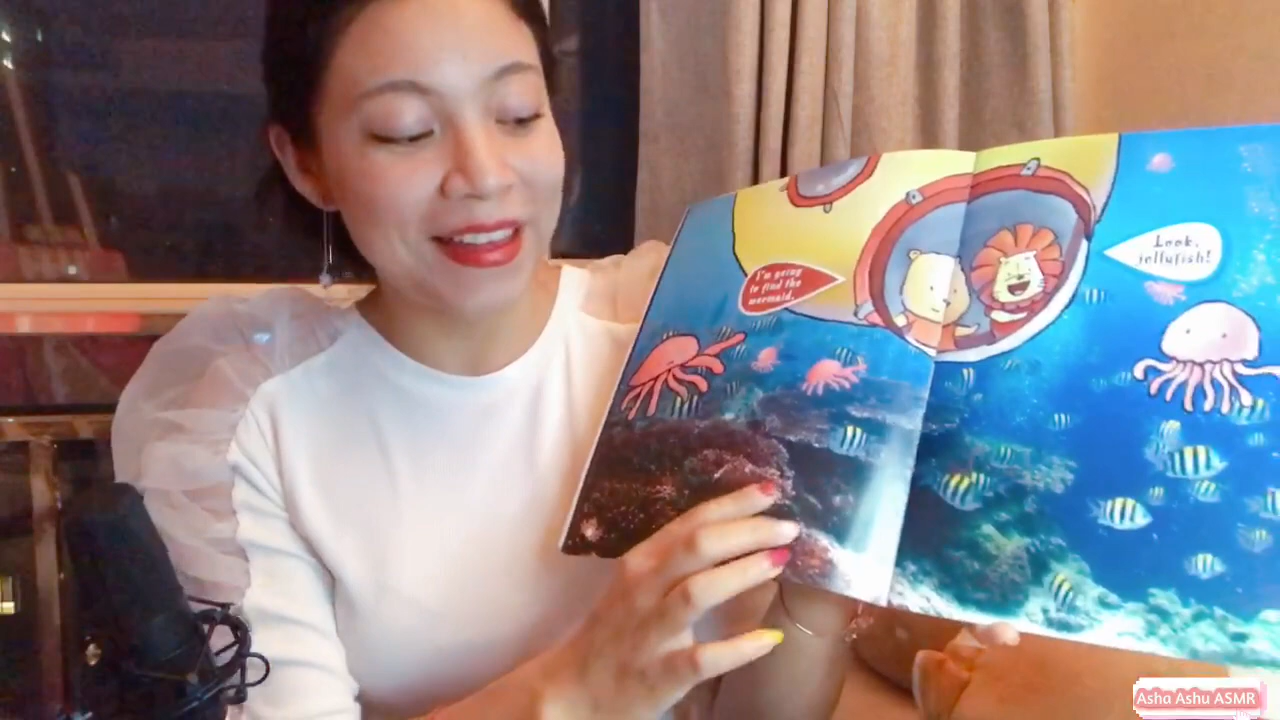 I'm going
to find the
mermaid.
Look,
jellyfish!
Asha Ashu ASMR